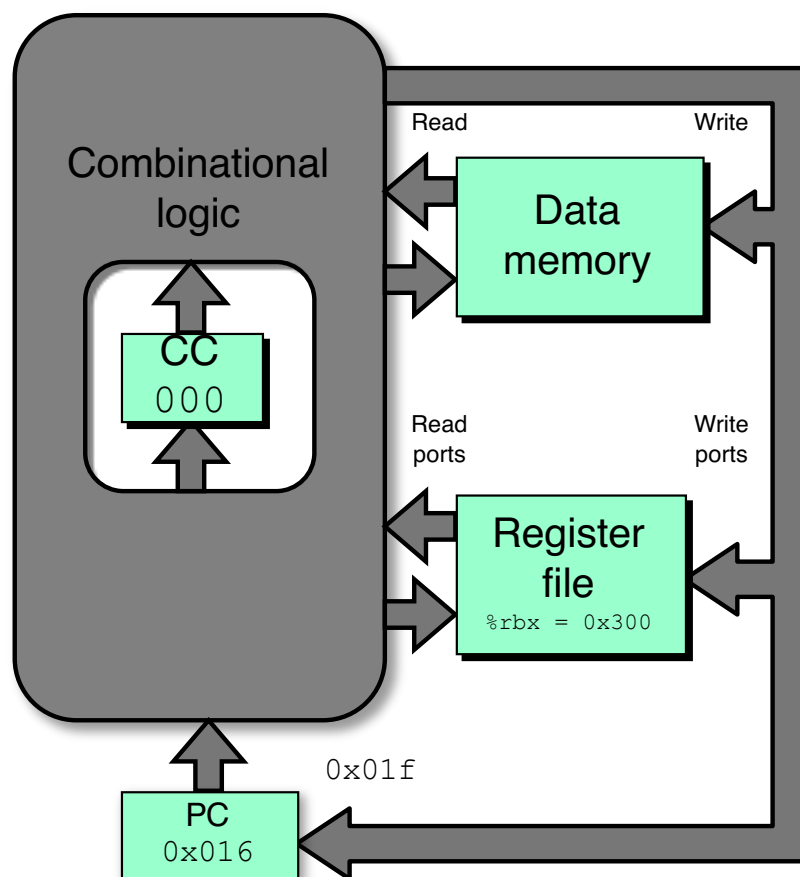 Combinational
logic
CC
000
Read
Write
Data
memory
Read
ports
Write
ports
Register
file
%rbx = 0x300
0x01f
PC
0x016